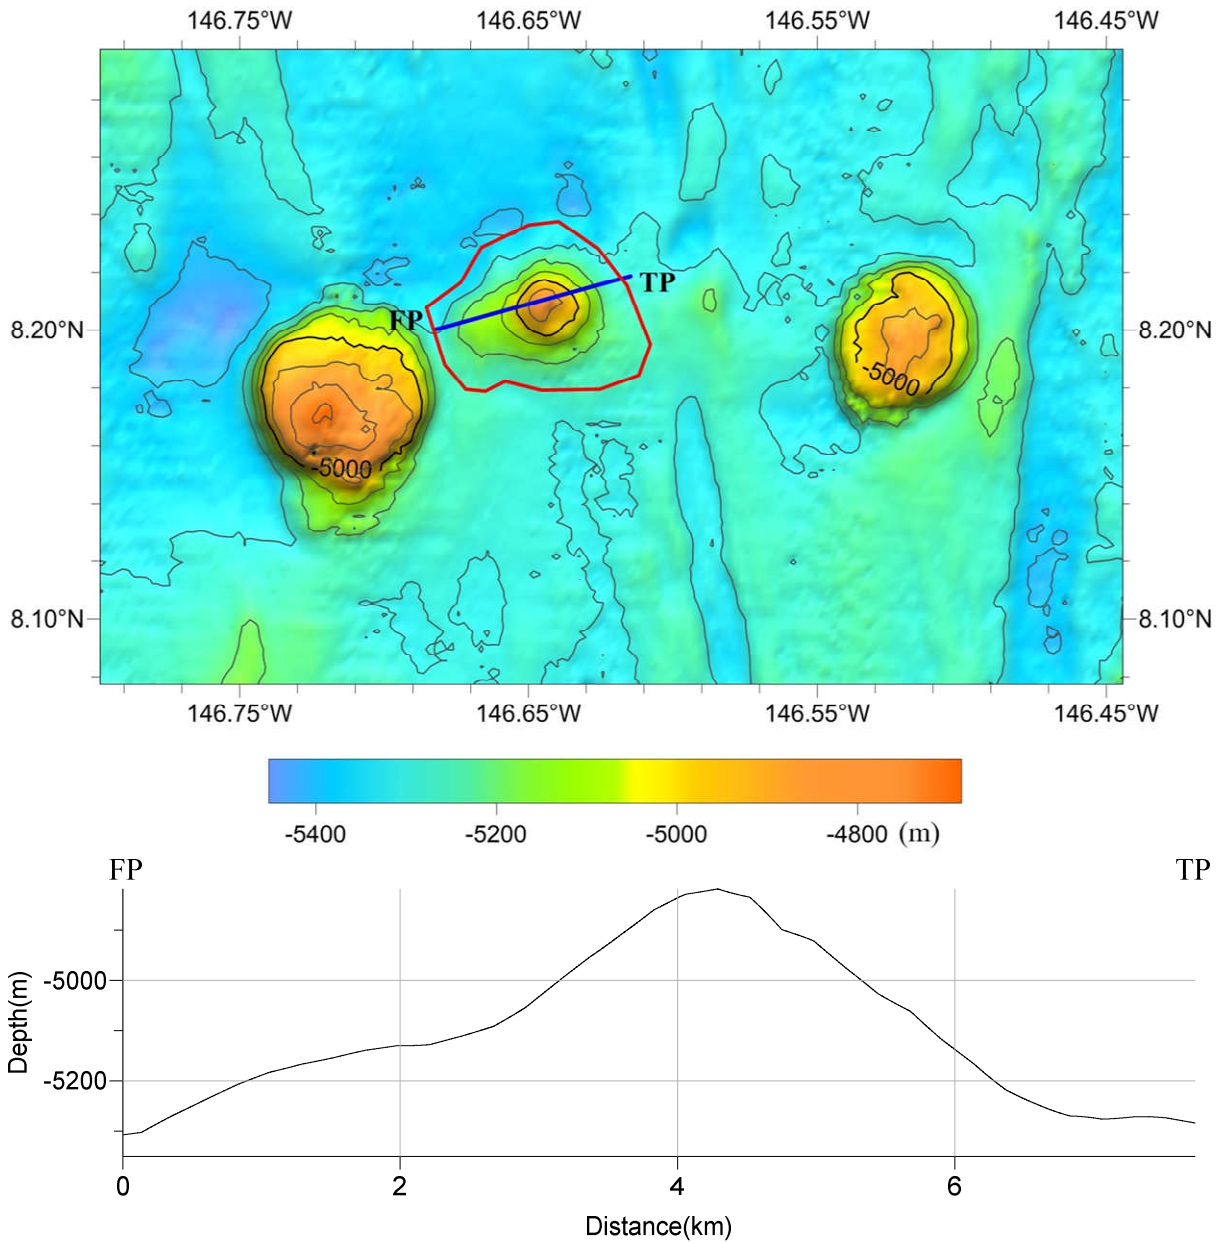 146.75°W 146.65°W 146.55°W 146.45°W
TP
FP
8.20°N 8.20°N
-5000
-5000
8.10°N 8.10°N
146.75°W 146.65°W 146.55°W 146.45°W
-5400 -5200 -5000 -4800 (m)
FP TP
-5000
Depth(m)
-5200
0 2 4 6
Distance(km)